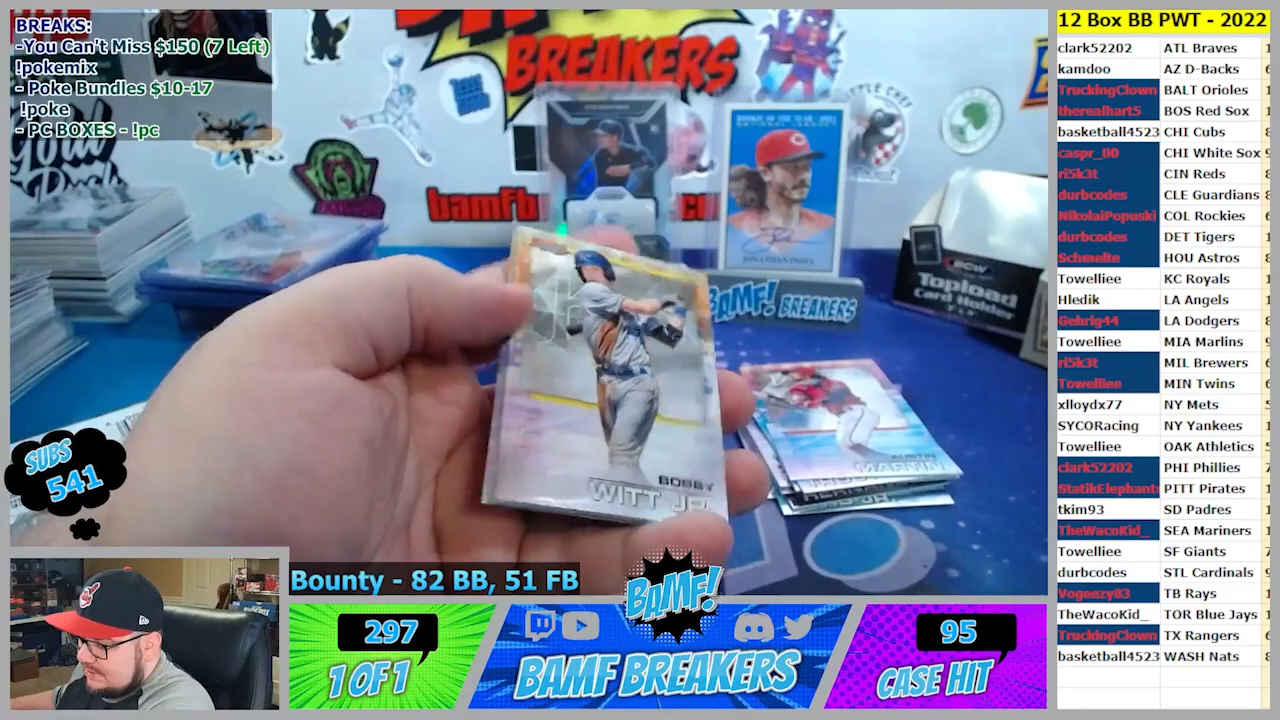 BREAKS:
-You Can't Miss $150 (7 Left)
!pokemix
- Poke Bundles $10-17
!poke
- PC BOXES - !pc
BREAKERS
bamfb
BAMF! BREAKERS
Topload
Card Holder
BOBBY
WITT JR
AUSTIN
MARTIN
SUBS
541
Bounty - 82 BB, 51 FB
BAMF!
297
1 OF 1
BAMF BREAKERS
95
CASE HIT
12 Box BB PWT - 2022
clark52202 ATL Braves
kamdoo AZ D-Backs
TruckingClown BALT Orioles
therealhart5 BOS Red Sox
basketball4523 CHI Cubs
caspr_00 CHI White Sox
ri5k3t CIN Reds
durbcodes CLE Guardians
NikolaiPopuski COL Rockies
durbcodes DET Tigers
Schmelte HOU Astros
Towelliee KC Royals
Hledik LA Angels
Gehrig44 LA Dodgers
Towelliee MIA Marlins
ri5k3t MIL Brewers
Towelliee MIN Twins
xlloydx77 NY Mets
SYCORacing NY Yankees
Towelliee OAK Athletics
clark52202 PHI Phillies
StatikElephant PITT Pirates
tkim93 SD Padres
TheWacoKid_ SEA Mariners
Towelliee SF Giants
durbcodes STL Cardinals
Vogeezy03 TB Rays
TheWacoKid_ TOR Blue Jays
TruckingClown TX Rangers
basketball4523 WASH Nats